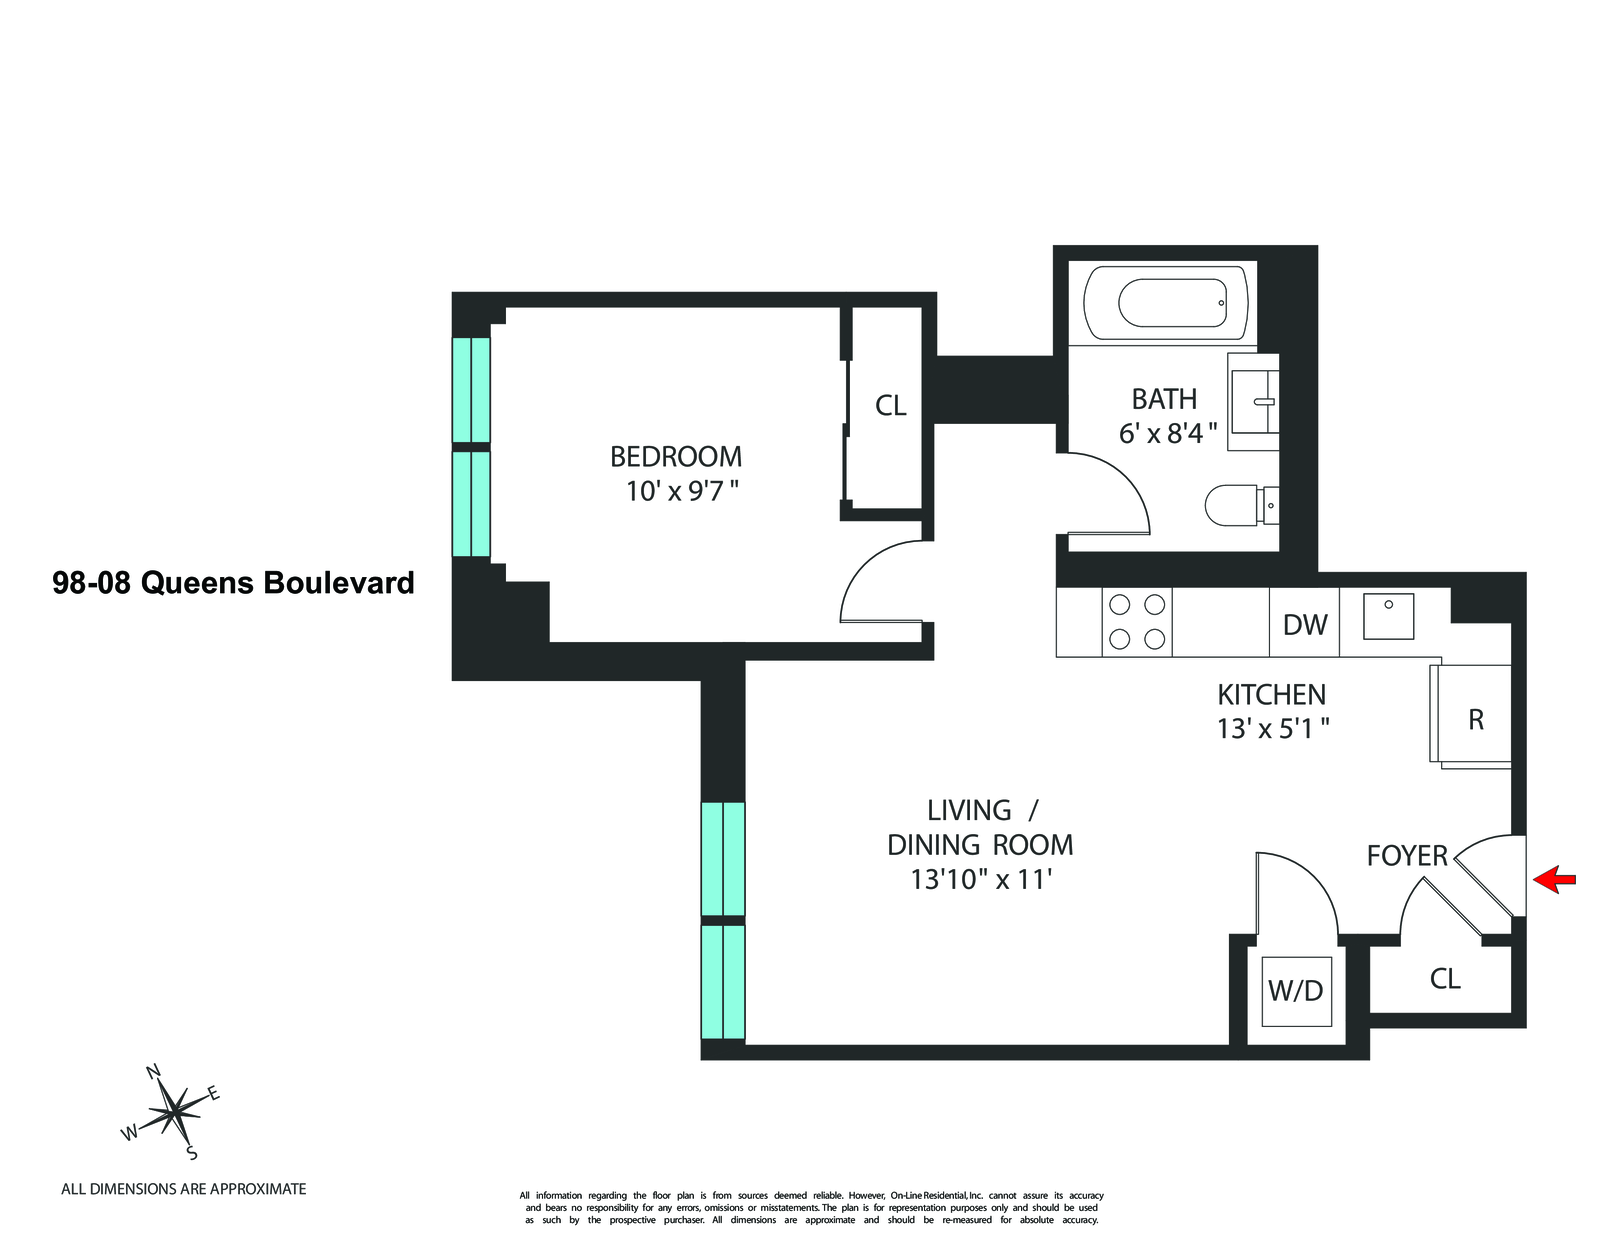 CL
BATH
6' x 8'4 "
BEDROOM
10' x 9'7 "
98-08 Queens Boulevard
DW
KITCHEN
13' x 5'1 "
R
LIVING /
DINING ROOM
13'10" x 11'
FOYER
W/D
CL
N
E
W
S
ALL DIMENSIONS ARE APPROXIMATE
All information regarding the floor plan is from sources deemed reliable. However, On-Line Residential, Inc. cannot assure its accuracy
and bears no responsibility for any errors, omissions or misstatements. The plan is for representation purposes only and should be used
as such by the prospective purchaser. All dimensions are approximate and should be re-measured for absolute accuracy.